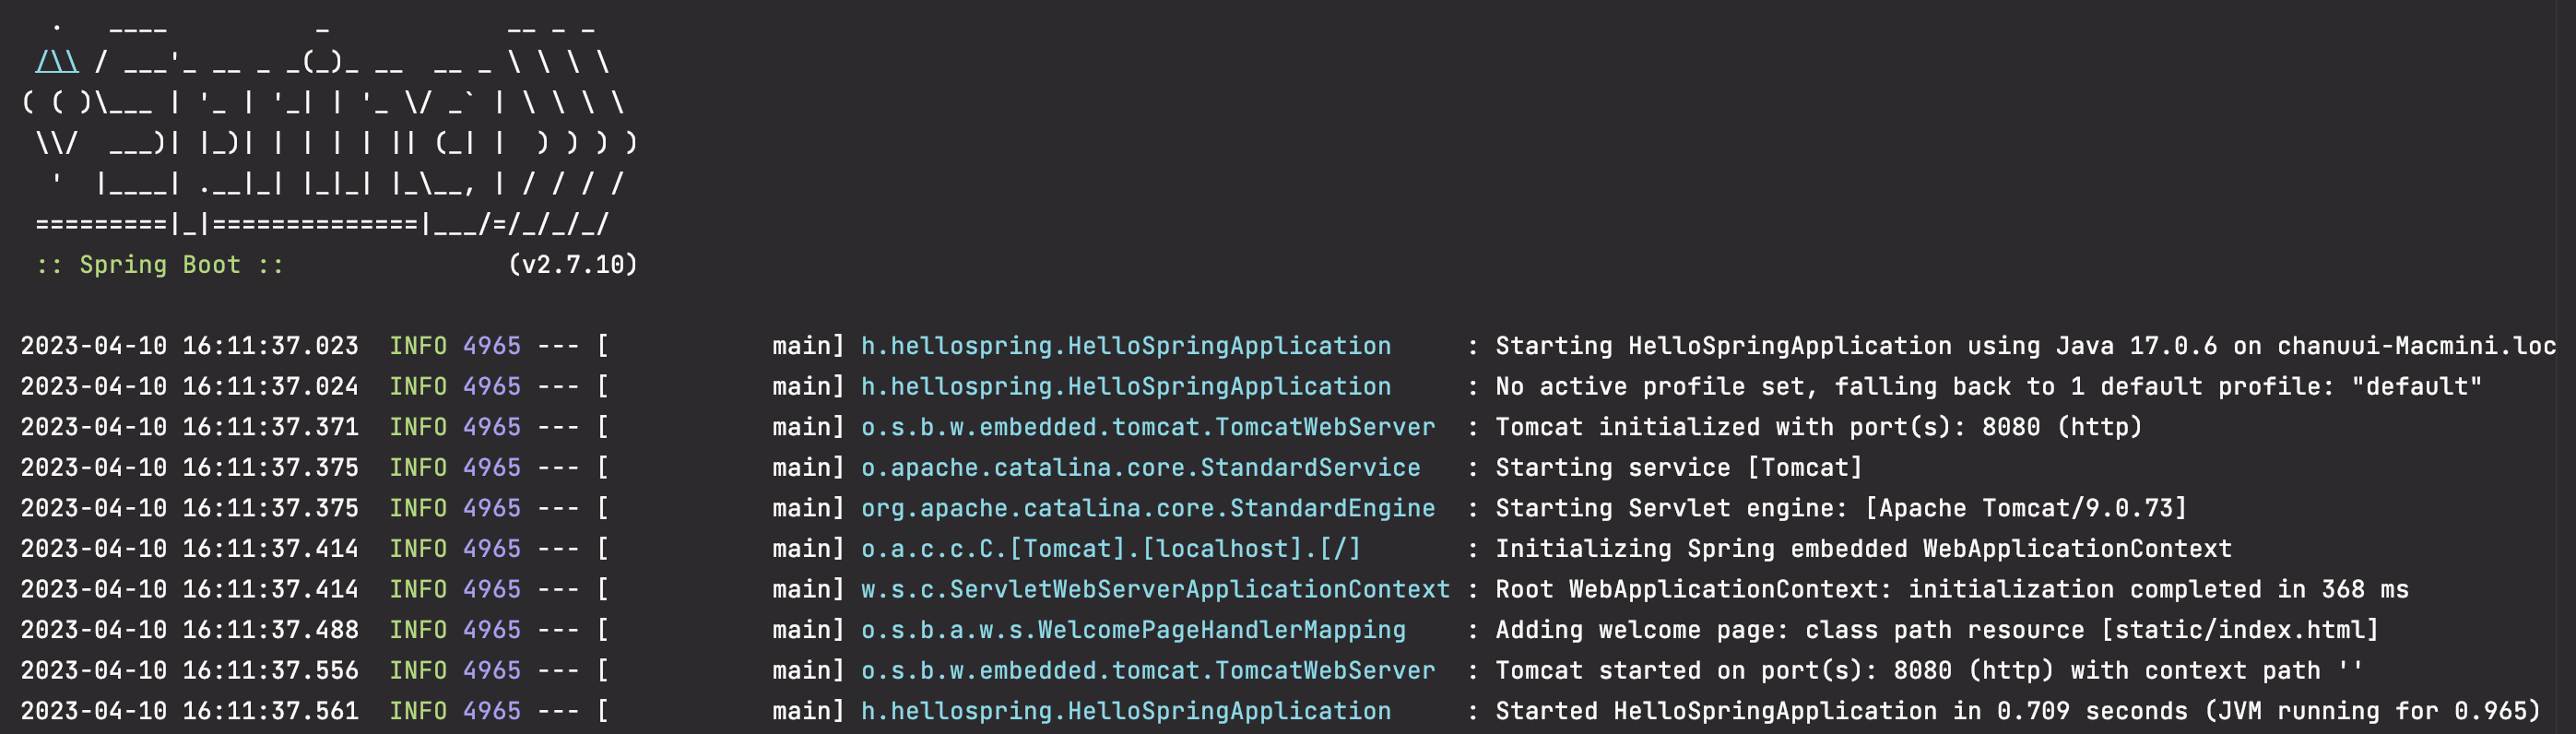 .   ____          _            __ _ _
 /\\ / ___'_ __ _ _(_)_ __  __ _ \ \ \ \
( ( )\___ | '_ | '_| | '_ \/ _` | \ \ \ \
 \\/  ___)| |_)| | | | | || (_| |  ) ) ) )
  '  |____| .__|_| |_|_| |_\__, | / / / /
 =========|_|==============|___/=/_/_/_/
 :: Spring Boot ::               (v2.7.10)
2023-04-10 16:11:37.023  INFO 4965 --- [           main] h.hellospring.HelloSpringApplication     : Starting HelloSpringApplication using Java 17.0.6 on chanuui-Macmini.loc
2023-04-10 16:11:37.024  INFO 4965 --- [           main] h.hellospring.HelloSpringApplication     : No active profile set, falling back to 1 default profile: "default"
2023-04-10 16:11:37.371  INFO 4965 --- [           main] o.s.b.w.embedded.tomcat.TomcatWebServer  : Tomcat initialized with port(s): 8080 (http)
2023-04-10 16:11:37.375  INFO 4965 --- [           main] o.apache.catalina.core.StandardService   : Starting service [Tomcat]
2023-04-10 16:11:37.375  INFO 4965 --- [           main] org.apache.catalina.core.StandardEngine  : Starting Servlet engine: [Apache Tomcat/9.0.73]
2023-04-10 16:11:37.414  INFO 4965 --- [           main] o.a.c.c.C.[Tomcat].[localhost].[/]       : Initializing Spring embedded WebApplicationContext
2023-04-10 16:11:37.414  INFO 4965 --- [           main] w.s.c.ServletWebServerApplicationContext : Root WebApplicationContext: initialization completed in 368 ms
2023-04-10 16:11:37.488  INFO 4965 --- [           main] o.s.b.a.w.s.WelcomePageHandlerMapping    : Adding welcome page: class path resource [static/index.html]
2023-04-10 16:11:37.556  INFO 4965 --- [           main] o.s.b.w.embedded.tomcat.TomcatWebServer  : Tomcat started on port(s): 8080 (http) with context path ''
2023-04-10 16:11:37.561  INFO 4965 --- [           main] h.hellospring.HelloSpringApplication     : Started HelloSpringApplication in 0.709 seconds (JVM running for 0.965)